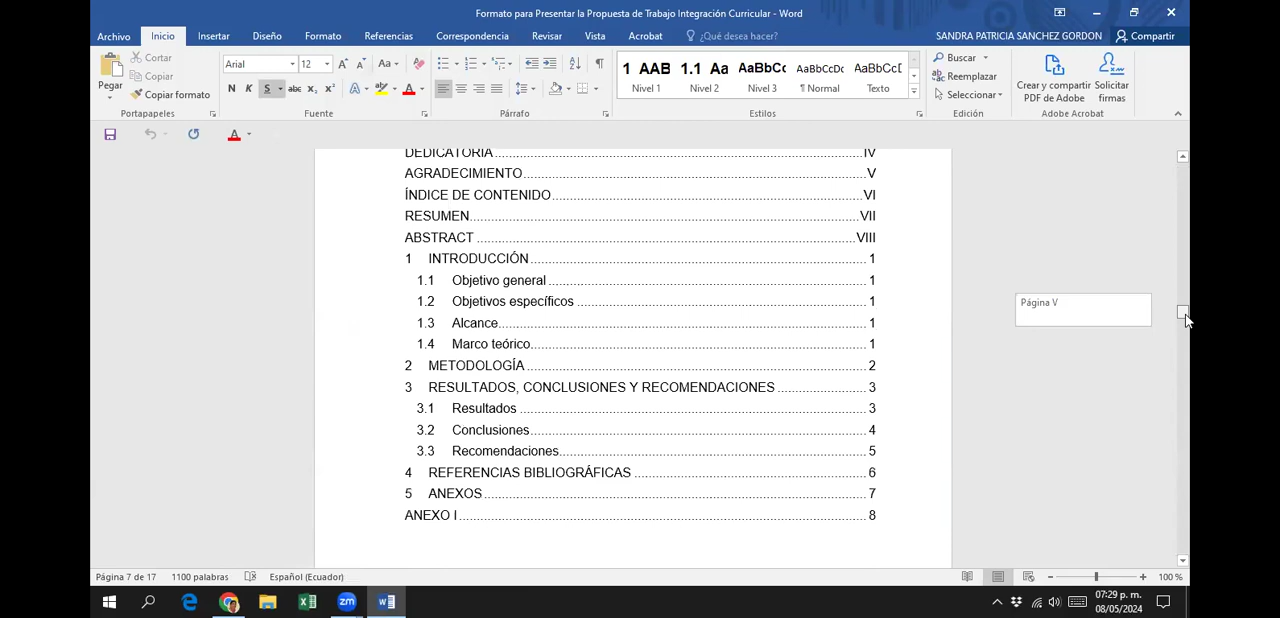 Formato para Presentar la Propuesta de Trabajo Integración Curricular - Word
Archivo Inicio Insertar Diseño Formato Referencias Correspondencia Revisar Vista Acrobat ¿Qué desea hacer? SANDRA PATRICIA SANCHEZ GORDON Compartir
Pegar
Cortar
Copiar
Copiar formato
Portapapeles
Arial 12
N K S abc x₂ x²
Fuente
Párrafo
1 AAB 1.1 Aa AaBbCc AaBbCcDc AaBbCcD
Nivel 1 Nivel 2 Nivel 3 ¶ Normal Texto
Estilos
Buscar
Reemplazar
Seleccionar
Edición
Crear y compartir PDF de Adobe
Solicitar firmas
Adobe Acrobat
DEDICATORIA IV
AGRADECIMIENTO V
ÍNDICE DE CONTENIDO VI
RESUMEN VII
ABSTRACT VIII
1 INTRODUCCIÓN 1
1.1 Objetivo general 1
1.2 Objetivos específicos 1
1.3 Alcance 1
1.4 Marco teórico 1
2 METODOLOGÍA 2
3 RESULTADOS, CONCLUSIONES Y RECOMENDACIONES 3
3.1 Resultados 3
3.2 Conclusiones 4
3.3 Recomendaciones 5
4 REFERENCIAS BIBLIOGRÁFICAS 6
5 ANEXOS 7
ANEXO I 8
Página V
Página 7 de 17 1100 palabras Español (Ecuador) 100 %
07:29 p. m.
08/05/2024